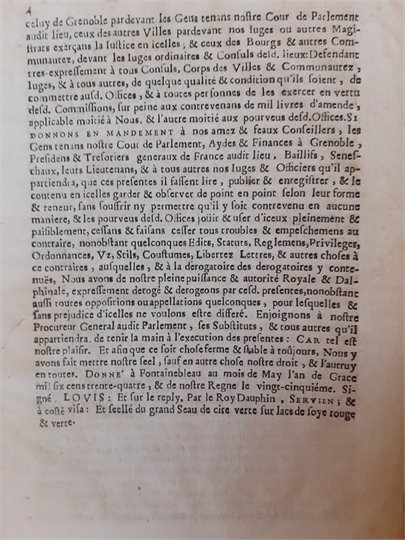 4
celuy de Grenoble pardevant les Gens tenans nostre Cour de Parlement
audit lieu, ceux des autres Villes pardevant nos Iuges ou autres Magi-
strats exerçans la Iustice en icelles; & ceux des Bourgs & autres Com-
munautez, devant les Iuges ordinaires & Consuls desd. lieux: Defendant
tres-expressement à tous Consuls, Corps des Villes & Communautez,
Iuges, & à tous autres, de quelque qualité & condition qu'ils soient, de
commettre ausd. Offices, & à toutes personnes de les exercer en vertu
desd. Commissions, sur peine aux contrevenans de mil livres d'amende,
applicable moitié à Nous, & l'autre moitié aux pourveus desd. Offices. SI
DONNONS EN MANDEMENT à nos amez & feaux Conseillers, les
Gens tenans nostre Cour de Parlement, Aydes & Finances à Grenoble,
Presidens & Tresoriers generaux de France audit lieu, Baillifs, Senes-
chaux, leurs Lieutenans, & à tous nos Iuges & Officiers qu'il ap-
partiendra, que ces presentes il fassent lire, publier & enregistrer, & le
contenu en icelles garder & observer de point en point selon leur forme
& teneur, sans souffrir ny permettre qu'il y soit contrevenu en aucune
maniere, & les pourveus desd. Offices joüir & user d'iceux pleinement &
paisiblement, cessans & faisans cesser tous troubles & empeschemens au
contraire, nonobstant quelconques Edits, Statuts, Reglemens, Privileges,
Ordonnances, Vz, Stils, Coustumes, Libertez Lettres, & autres choses à
ce contraires, ausquelles, & à la derogatoire des derogatoires y conte-
nuës, Nous avons de nostre pleine puissance & autorité Royale & Dal-
phinale, expressement derogé & derogeons par cesd. presentes, nonobstant
aussi toutes oppositions ou appellations quelconques, pour lesquelles &
sans prejudice d'icelles ne voulons estre differé. Enjoignons à nostre
Procureur General audit Parlement, ses Substituts, & tous autres qu'il
appartiendra, de tenir la main à l'execution des presentes: CAR tel est
nostre plaisir. Et afin que ce soit chose ferme & stable à toûjours, Nous y
avons fait mettre nostre seel, sauf en autre chose nostre droit, & l'autruy
en toutes. DONNE' à Fontainebleau au mois de May l'an de Grace
mil six cens trente-quatre, & de nostre Regne le vingt-cinquiéme. Si-
gné. LOVIS: Et sur le reply, Par le Roy Dauphin, SERVIEN; &
à costé visa: Et scellé du grand Seau de cire verte sur lacs de soye rouge
& verte.